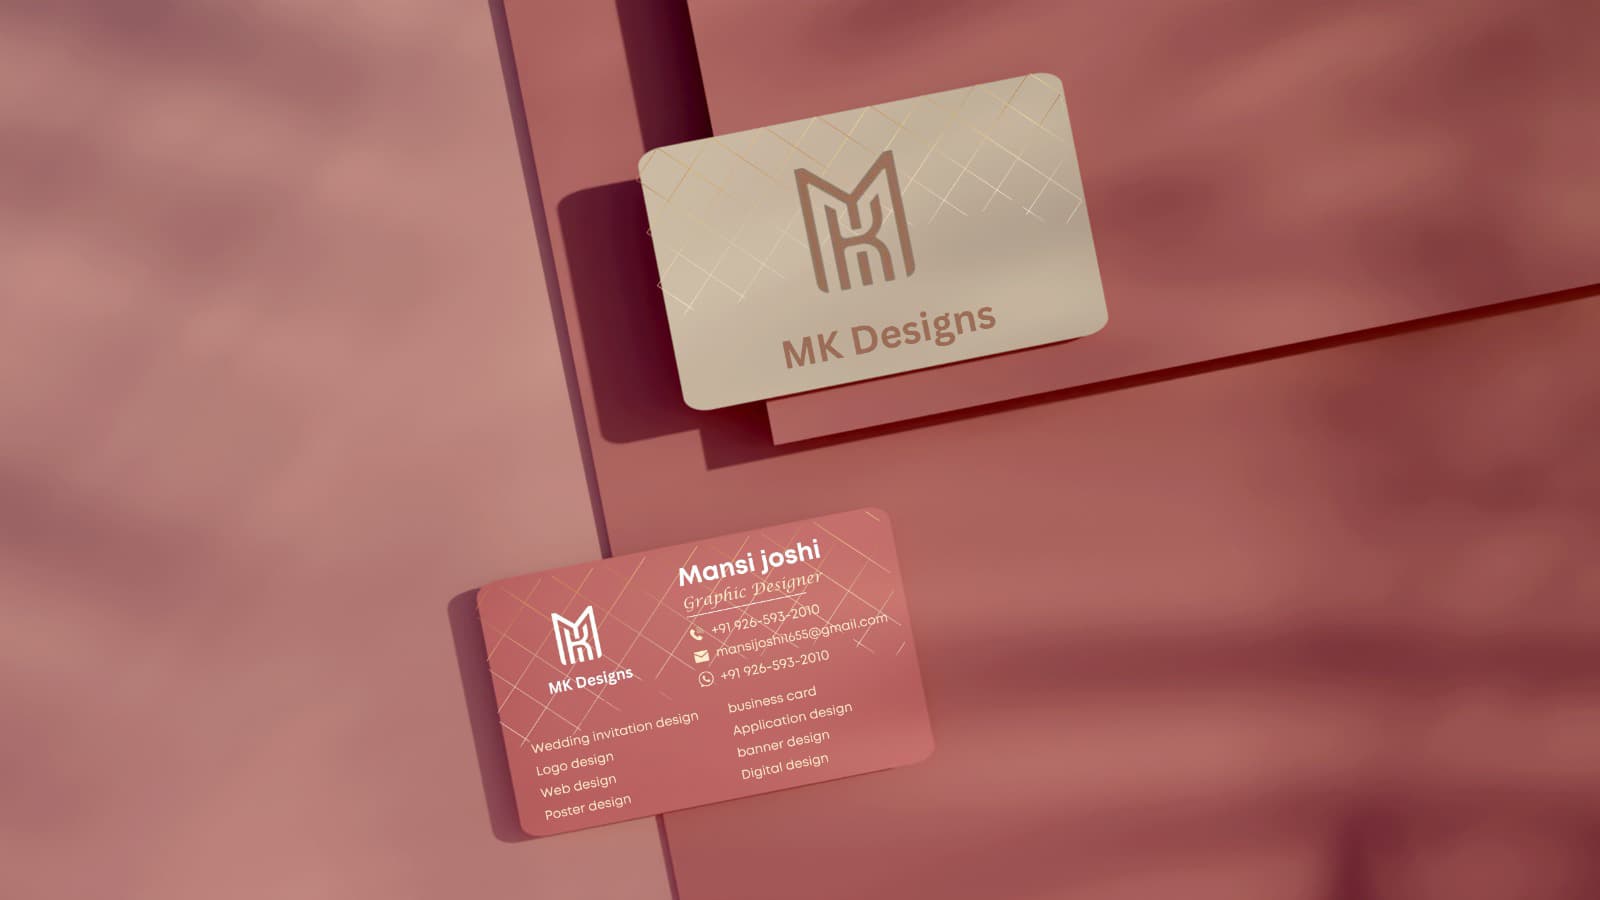 MK Designs
Mansi joshi
Graphic Designer
+91 926-593-2010
mansijoshi1655@gmail.com
+91 926-593-2010
MK Designs
Wedding invitation design
Logo design
Web design
Poster design
business card
Application design
banner design
Digital design